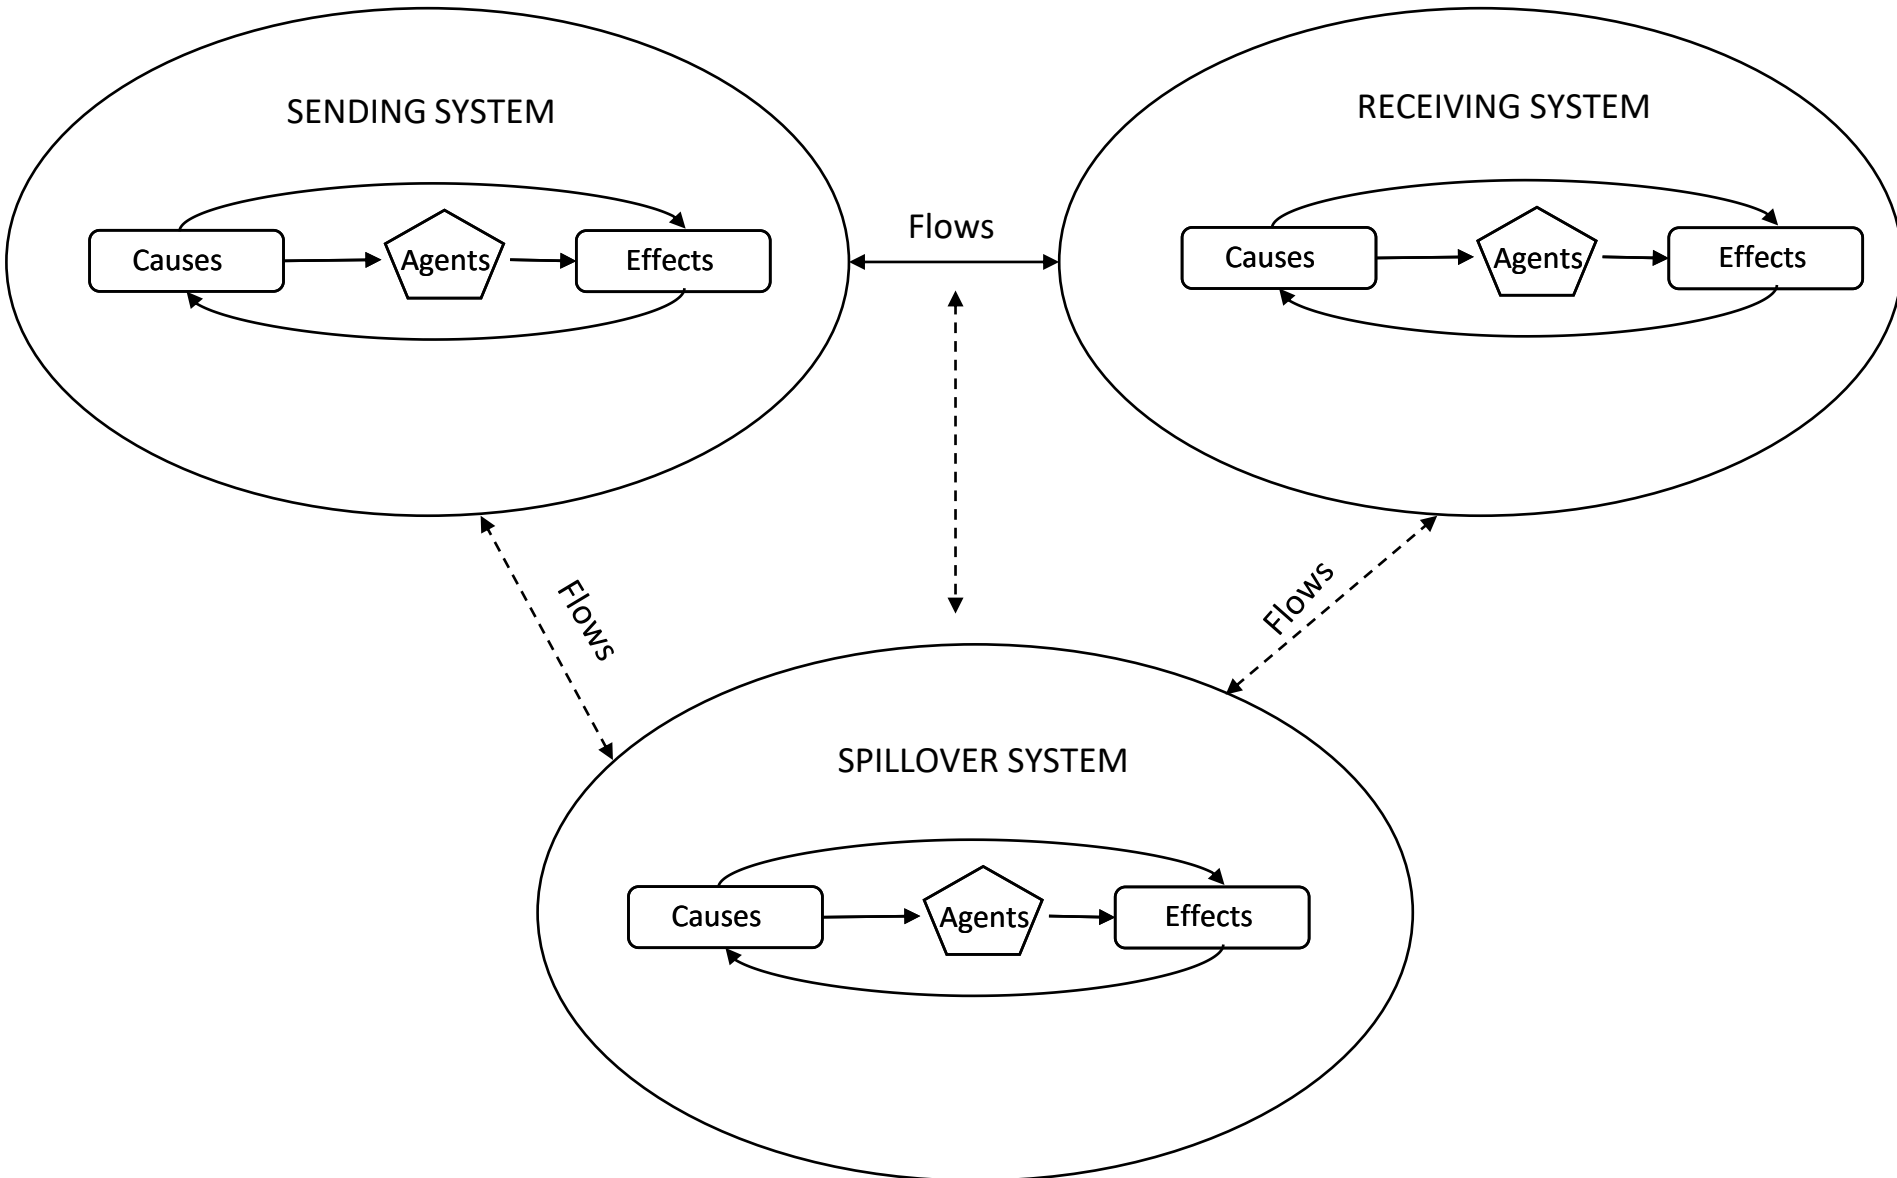 SENDING SYSTEM
Causes
Agents
Effects
Flows
RECEIVING SYSTEM
Causes
Agents
Effects
Flows
Flows
SPILLOVER SYSTEM
Causes
Agents
Effects